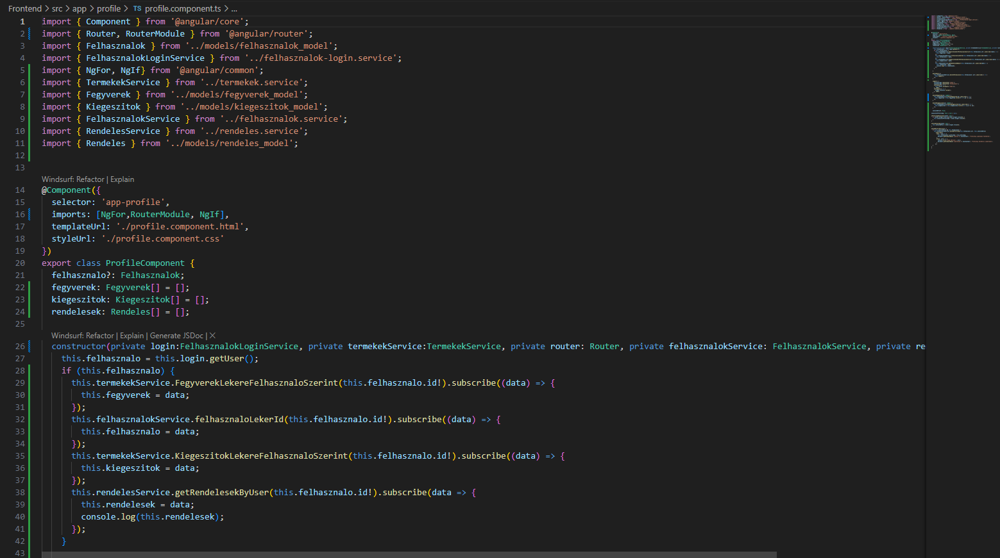 Frontend > src > app > profile > TS profile.component.ts > ...
1 import { Component } from '@angular/core';
2 import { Router, RouterModule } from '@angular/router';
3 import { Felhasznalok } from '../models/felhasznalok_model';
4 import { FelhasznalokLoginService } from '../felhasznalok-login.service';
5 import { NgFor, NgIf} from '@angular/common';
6 import { TermekekService } from '../termekek.service';
7 import { Fegyverek } from '../models/fegyverek_model';
8 import { Kiegeszitok } from '../models/kiegeszitok_model';
9 import { FelhasznalokService } from '../felhasznalok.service';
10 import { RendelesService } from '../rendeles.service';
11 import { Rendeles } from '../models/rendeles_model';
12
13
Windsurf: Refactor | Explain
14 @Component({
15   selector: 'app-profile',
16   imports: [NgFor,RouterModule, NgIf],
17   templateUrl: './profile.component.html',
18   styleUrl: './profile.component.css'
19 })
20 export class ProfileComponent {
21   felhasznalo?: Felhasznalok;
22   fegyverek: Fegyverek[] = [];
23   kiegeszitok: Kiegeszitok[] = [];
24   rendelesek: Rendeles[] = [];
25
Windsurf: Refactor | Explain | Generate JSDoc | ×
26   constructor(private login:FelhasznalokLoginService, private termekekService:TermekekService, private router: Router, private felhasznalokService: FelhasznalokService, private re
27     this.felhasznalo = this.login.getUser();
28     if (this.felhasznalo) {
29       this.termekekService.FegyverekLekereFelhasznaloSzerint(this.felhasznalo.id!).subscribe((data) => {
30         this.fegyverek = data;
31       });
32       this.felhasznalokService.felhasznaloLekerId(this.felhasznalo.id!).subscribe((data) => {
33         this.felhasznalo = data;
34       });
35       this.termekekService.KiegeszitokLekereFelhasznaloSzerint(this.felhasznalo.id!).subscribe((data) => {
36         this.kiegeszitok = data;
37       });
38       this.rendelesService.getRendelesekByUser(this.felhasznalo.id!).subscribe(data => {
39         this.rendelesek = data;
40         console.log(this.rendelesek);
41       });
42     }
43